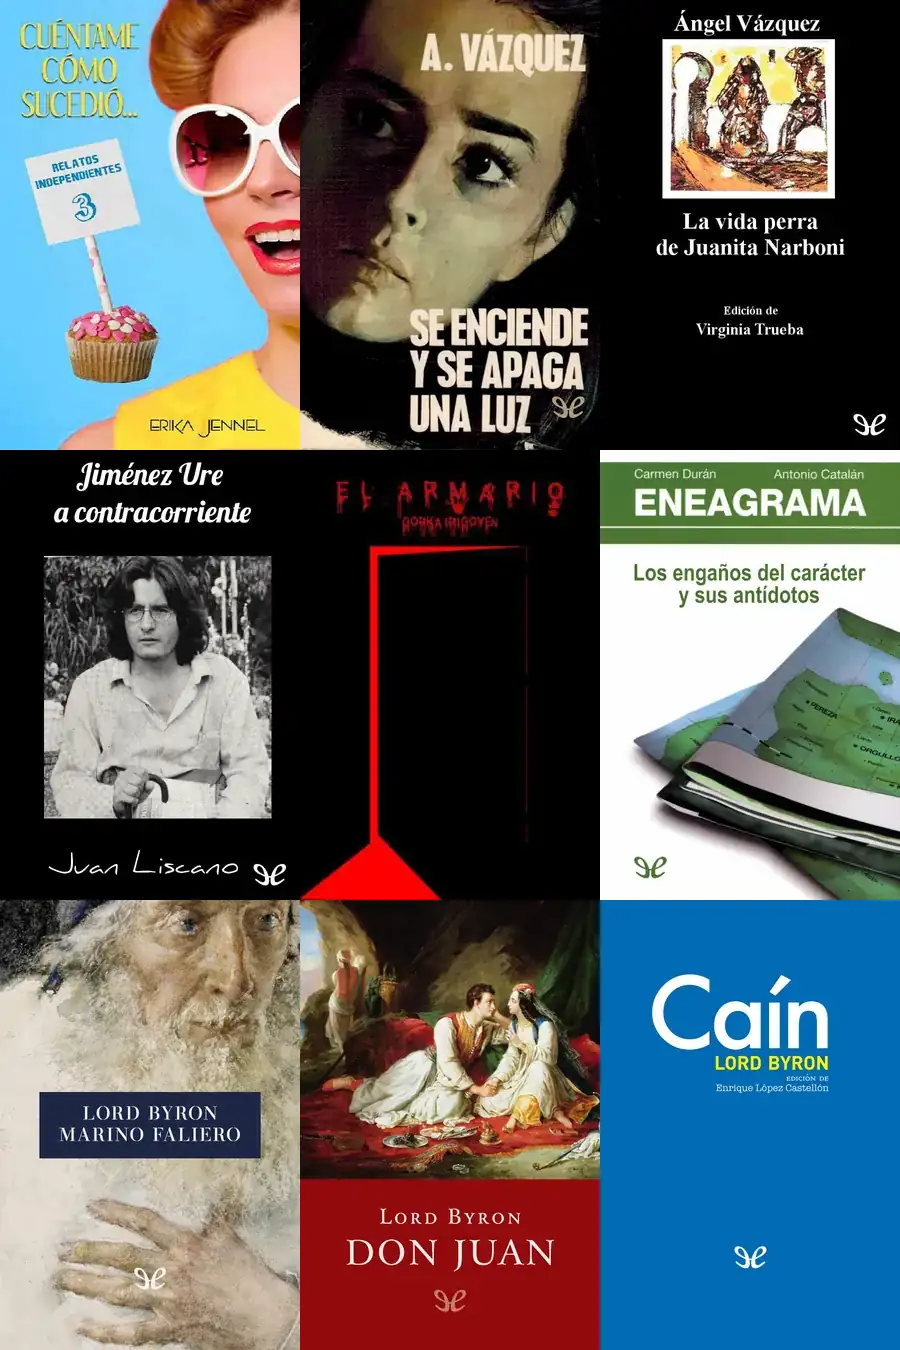 CUÉNTAME
CÓMO
SUCEDIÓ...
RELATOS
INDEPENDIENTES
3
ERIKA JENNEL
A. VÁZQUEZ
SE ENCIENDE
Y SE APAGA
UNA LUZ
Ángel Vázquez
La vida perra
de Juanita Narboni
Edición de
Virginia Trueba
Jiménez Ure
a contracorriente
Juan Liscano
EL ARMARIO
GORKA IRIGOYEN
Carmen Durán Antonio Catalán
ENEAGRAMA
Los engaños del carácter
y sus antídotos
PEREZA
IRA
ORGULLO
LORD BYRON
MARINO FALIERO
LORD BYRON
DON JUAN
Caín
LORD BYRON
EDICIÓN DE
Enrique López Castellón